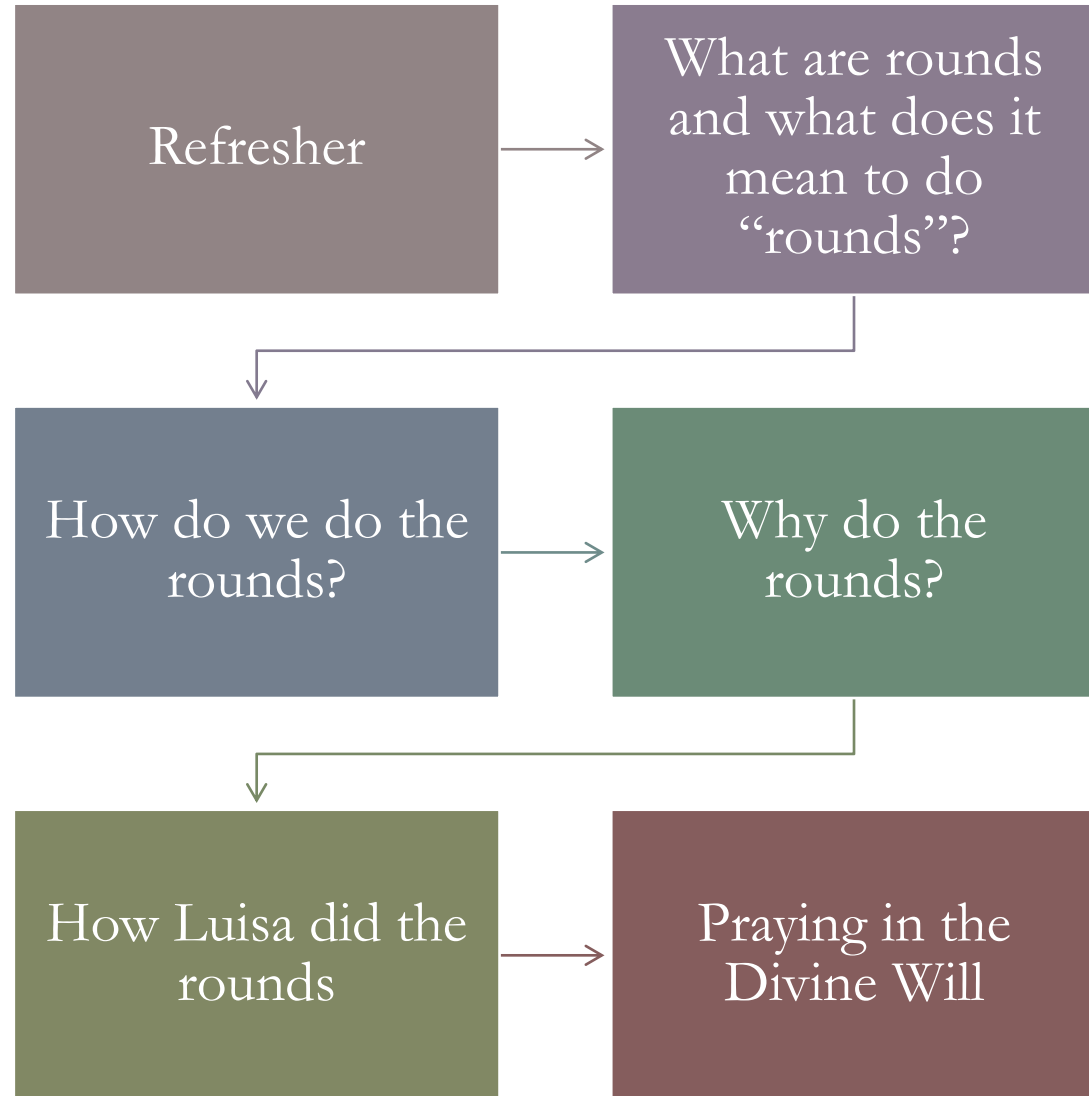 Refresher
What are rounds
and what does it
mean to do
“rounds”?
How do we do the
rounds?
Why do the
rounds?
How Luisa did the
rounds
Praying in the
Divine Will